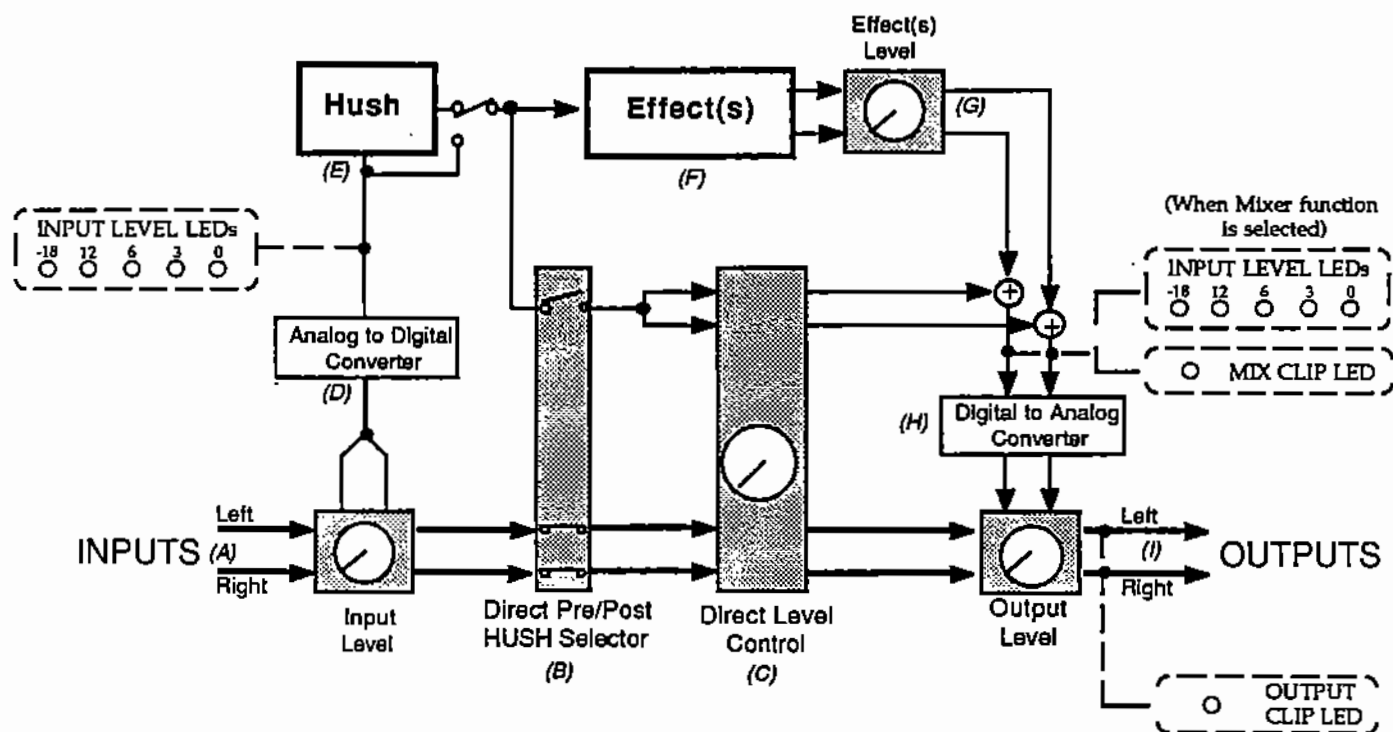 Effect(s)
Level
Hush
Effect(s)
(G)
(E)
(F)
INPUT LEVEL LEDs
-18 12 6 3 0
(When Mixer function
is selected)
INPUT LEVEL LEDs
-18 12 6 3 0
Analog to Digital
Converter
(D)
MIX CLIP LED
(H)
Digital to Analog
Converter
INPUTS
(A)
Left
Right
Input
Level
Direct Pre/Post
HUSH Selector
(B)
Direct Level
Control
(C)
Output
Level
Left
(I)
Right
OUTPUTS
OUTPUT
CLIP LED